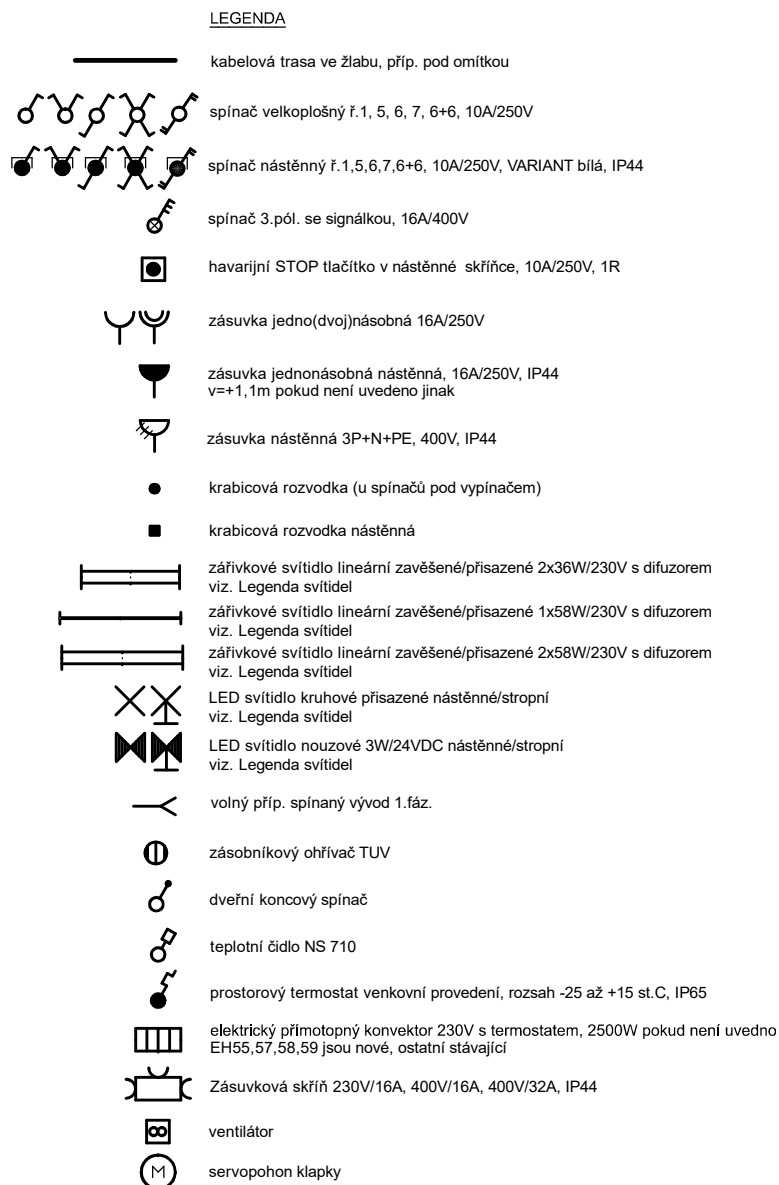 LEGENDA
kabelová trasa ve žlabu, příp. pod omítkou
spínač velkoplošný ř.1, 5, 6, 7, 6+6, 10A/250V
spínač nástěnný ř.1,5,6,7,6+6, 10A/250V, VARIANT bílá, IP44
spínač 3.pól. se signálkou, 16A/400V
havarijní STOP tlačítko v nástěnné skříňce, 10A/250V, 1R
zásuvka jedno(dvoj)násobná 16A/250V
zásuvka jednonásobná nástěnná, 16A/250V, IP44
v=+1,1m pokud není uvedeno jinak
zásuvka nástěnná 3P+N+PE, 400V, IP44
krabicová rozvodka (u spínačů pod vypínačem)
krabicová rozvodka nástěnná
zářivkové svítidlo lineární zavěšené/přisazené 2x36W/230V s difuzorem
viz. Legenda svítidel
zářivkové svítidlo lineární zavěšené/přisazené 1x58W/230V s difuzorem
viz. Legenda svítidel
zářivkové svítidlo lineární zavěšené/přisazené 2x58W/230V s difuzorem
viz. Legenda svítidel
LED svítidlo kruhové přisazené nástěnné/stropní
viz. Legenda svítidel
LED svítidlo nouzové 3W/24VDC nástěnné/stropní
viz. Legenda svítidel
volný příp. spínaný vývod 1.fáz.
zásobníkový ohřívač TUV
dveřní koncový spínač
teplotní čidlo NS 710
prostorový termostat venkovní provedení, rozsah -25 až +15 st.C, IP65
elektrický přímotopný konvektor 230V s termostatem, 2500W pokud není uvedno
EH55,57,58,59 jsou nové, ostatní stávající
Zásuvková skříň 230V/16A, 400V/16A, 400V/32A, IP44
ventilátor
M servopohon klapky